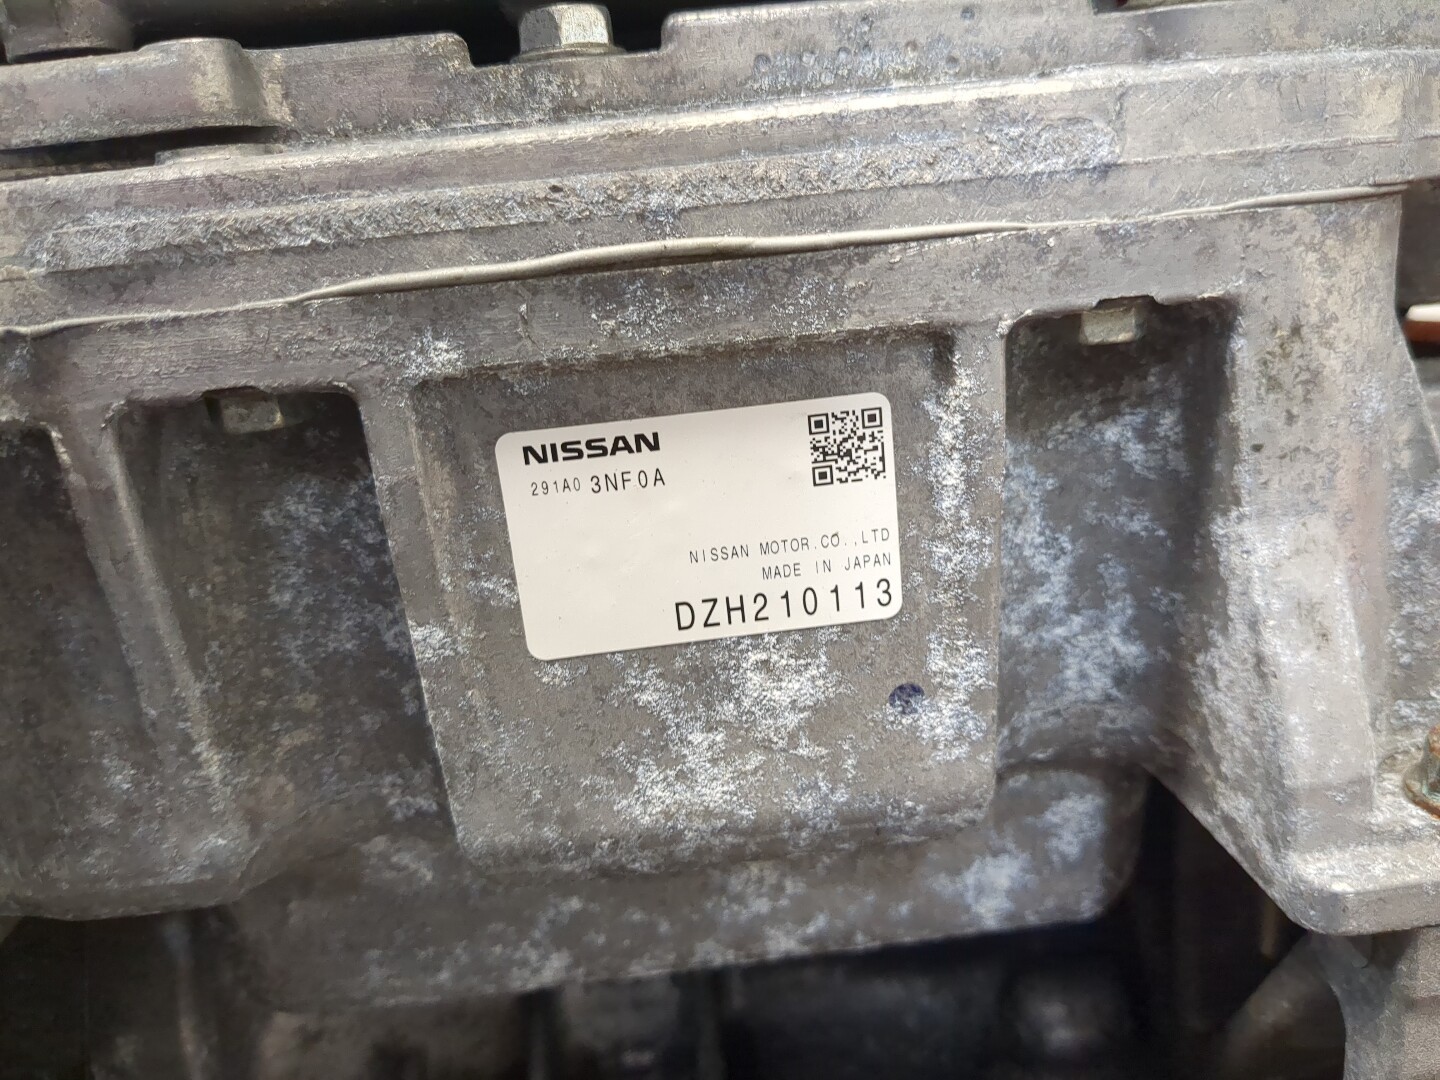 NISSAN
291A0 3NF0A
NISSAN MOTOR.CO.,LTD
MADE IN JAPAN
DZH210113